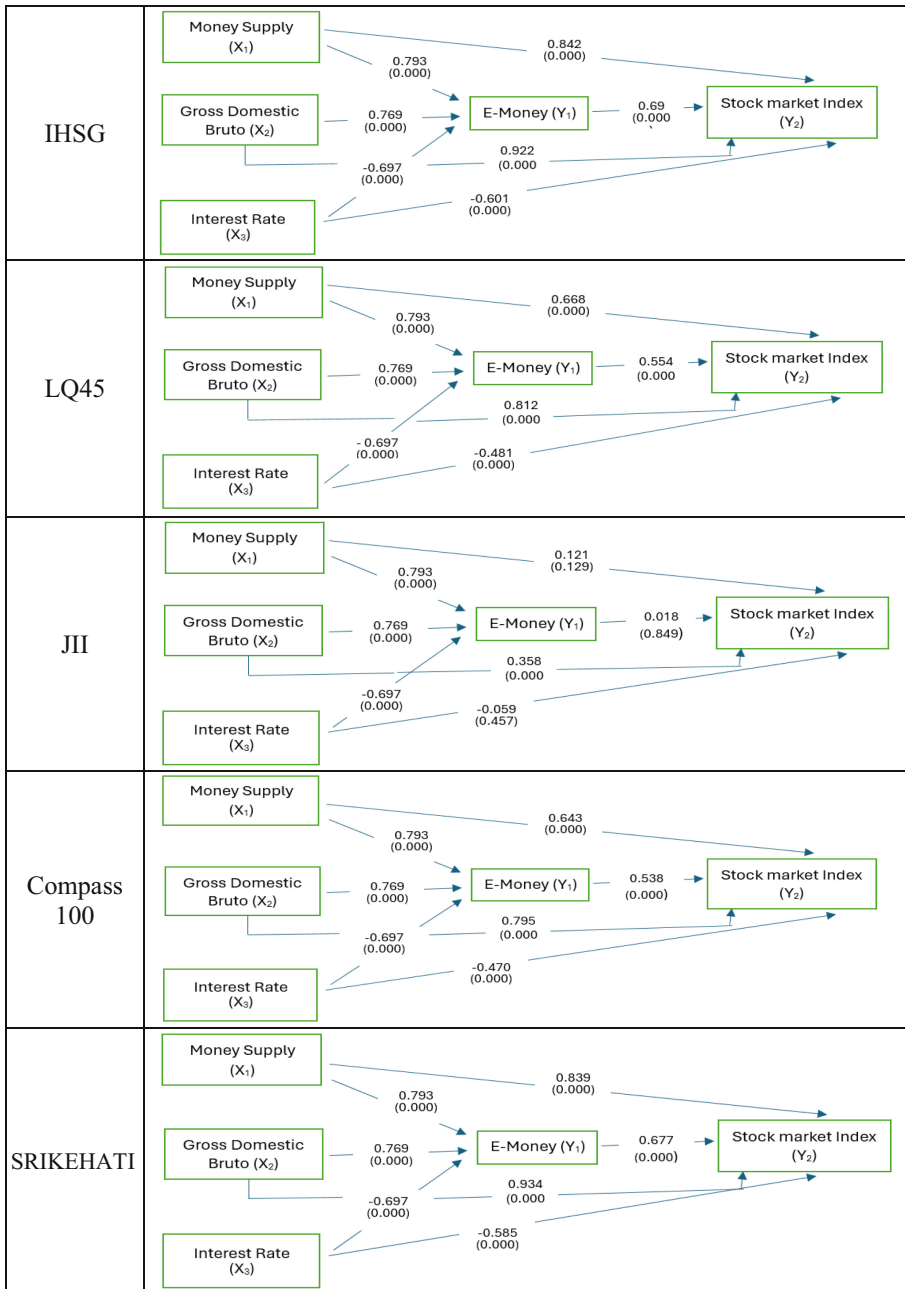 IHSG
Money Supply
(X₁)
0.842
(0.000)
0.793
(0.000)
Gross Domestic
Bruto (X₂)
0.769
(0.000)
E-Money (Y₁)
0.69
(0.000
`
Stock market Index
(Y₂)
0.922
(0.000
-0.697
(0.000)
-0.601
(0.000)
Interest Rate
(X₃)
LQ45
Money Supply
(X₁)
0.668
(0.000)
0.793
(0.000)
Gross Domestic
Bruto (X₂)
0.769
(0.000)
E-Money (Y₁)
0.554
(0.000
Stock market Index
(Y₂)
0.812
(0.000
- 0.697
(0.000)
-0.481
(0.000)
Interest Rate
(X₃)
JII
Money Supply
(X₁)
0.121
(0.129)
0.793
(0.000)
Gross Domestic
Bruto (X₂)
0.769
(0.000)
E-Money (Y₁)
0.018
(0.849)
Stock market Index
(Y₂)
0.358
(0.000
-0.697
(0.000)
-0.059
(0.457)
Interest Rate
(X₃)
Compass
100
Money Supply
(X₁)
0.643
(0.000)
0.793
(0.000)
Gross Domestic
Bruto (X₂)
0.769
(0.000)
E-Money (Y₁)
0.538
(0.000)
Stock market Index
(Y₂)
0.795
(0.000
-0.697
(0.000)
-0.470
(0.000)
Interest Rate
(X₃)
SRIKEHATI
Money Supply
(X₁)
0.839
(0.000)
0.793
(0.000)
Gross Domestic
Bruto (X₂)
0.769
(0.000)
E-Money (Y₁)
0.677
(0.000)
Stock market Index
(Y₂)
0.934
(0.000
-0.697
(0.000)
-0.585
(0.000)
Interest Rate
(X₃)